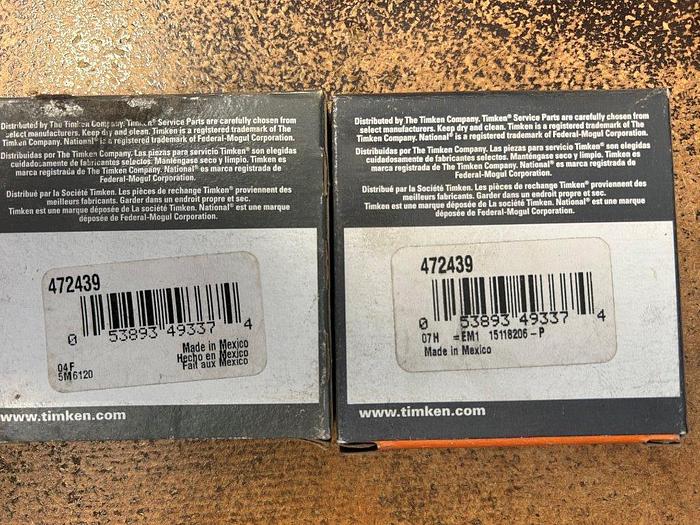 Distributed by The Timken Company. Timken® Service Parts are carefully chosen from
select manufacturers. Keep dry and clean. Timken is a registered trademark of The
Timken Company. National® is a registered trademark of Federal-Mogul Corporation.
Distribuidas por The Timken Company. Las piezas para servicio Timken® son elegidas
cuidadosamente de fabricantes selectos. Manténgase seco y limpio. Timken es
marca registrada de The Timken Company. National® es marca registrada de
Federal-Mogul Corporation.
Distribué par la Société Timken. Les pièces de rechange Timken® proviennent des
meilleurs fabricants. Garder dans un endroit propre et sec.
Timken est une marque déposée de La société Timken. National® est une marque
déposée de Federal-Mogul Corporation.
472439
0 53893 49337 4
04F
5M6120
Made in Mexico
Hecho en Mexico
Fait aux Mexico
www.timken.com
Distributed by The Timken Company. Timken® Service Parts are carefully chosen from
select manufacturers. Keep dry and clean. Timken is a registered trademark of The
Timken Company. National® is a registered trademark of Federal-Mogul Corporation.
Distribuidas por The Timken Company. Las piezas para servicio Timken® son elegidas
cuidadosamente de fabricantes selectos. Manténgase seco y limpio. Timken es
marca registrada de The Timken Company. National® es marca registrada de
Federal-Mogul Corporation.
Distribué par la Société Timken. Les pièces de rechange Timken® proviennent des
meilleurs fabricants. Garder dans un endroit propre et sec.
Timken est une marque déposée de La société Timken. National® est une marque
déposée de Federal-Mogul Corporation.
472439
0 53893 49337 4
07H =EM1 15118206-P
Made in Mexico
www.timken.com